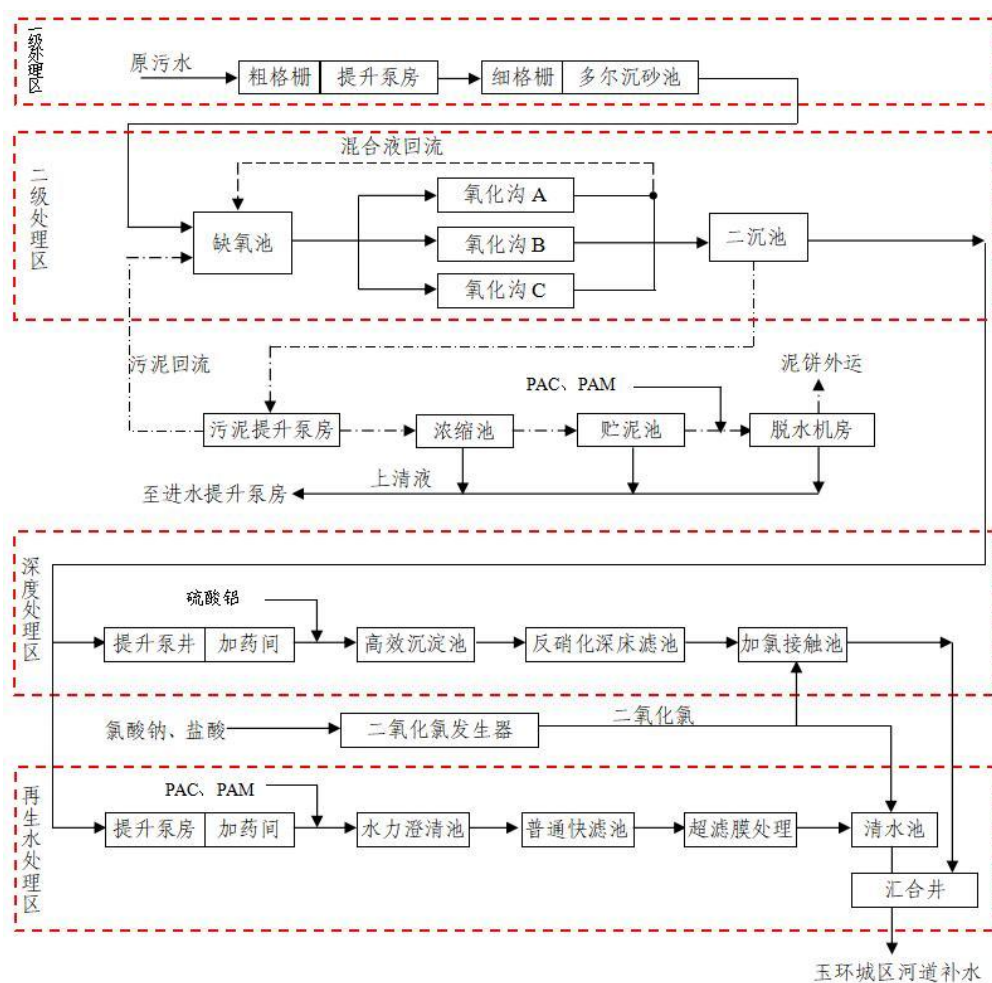 一级处理区
原污水
粗格栅 提升泵房
细格栅 多尔沉砂池
二级处理区
混合液回流
缺氧池
氧化沟 A
氧化沟 B
氧化沟 C
二沉池
污泥回流
PAC、PAM
泥饼外运
污泥提升泵房
浓缩池
贮泥池
脱水机房
上清液
至进水提升泵房
深度处理区
硫酸铝
提升泵井 加药间
高效沉淀池
反硝化深床滤池
加氯接触池
氯酸钠、盐酸
二氧化氯发生器
二氧化氯
再生水处理区
PAC、PAM
提升泵房 加药间
水力澄清池
普通快滤池
超滤膜处理
清水池
汇合井
玉环城区河道补水